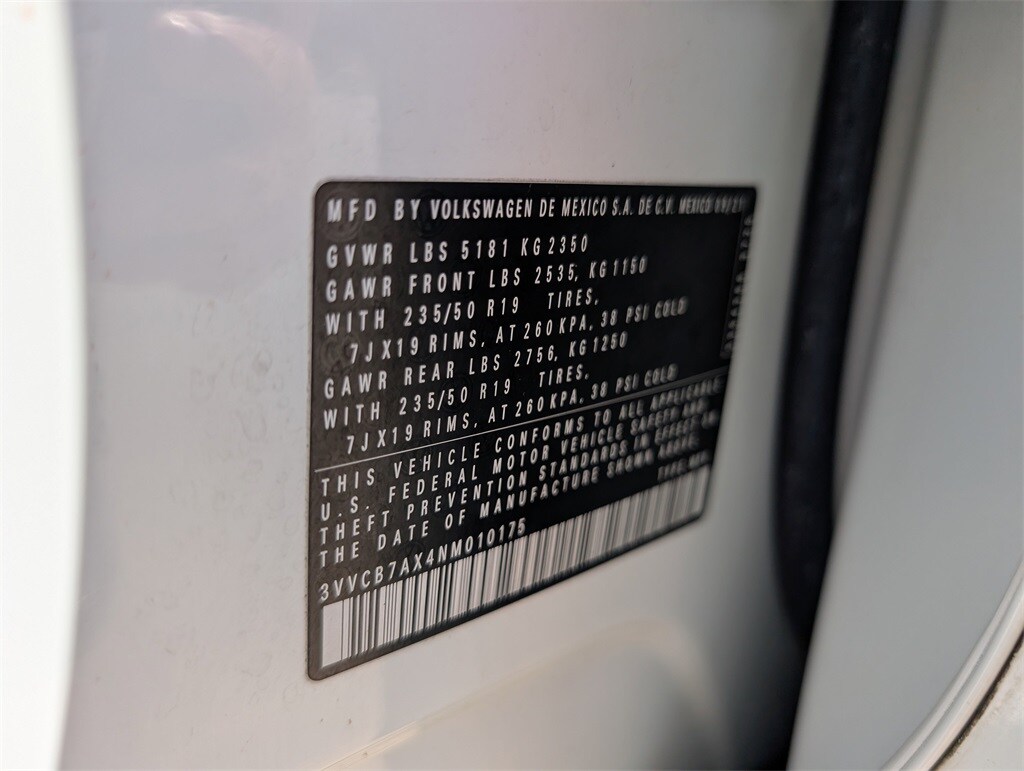 MFD BY VOLKSWAGEN DE MEXICO S.A. DE C.V. MEXICO
GVWR LBS 5181 KG 2350
GAWR FRONT LBS 2535, KG 1150
WITH 235/50 R19 TIRES,
7JX19 RIMS, AT 260 KPA, 38 PSI COLD
GAWR REAR LBS 2756, KG 1250
WITH 235/50 R19 TIRES,
7JX19 RIMS, AT 260 KPA, 38 PSI COLD
THIS VEHICLE CONFORMS TO ALL APPLICABLE
U.S. FEDERAL MOTOR VEHICLE SAFETY AND
THEFT PREVENTION STANDARDS IN EFFECT ON
THE DATE OF MANUFACTURE SHOWN ABOVE.
3VVCB7AX4NM010175